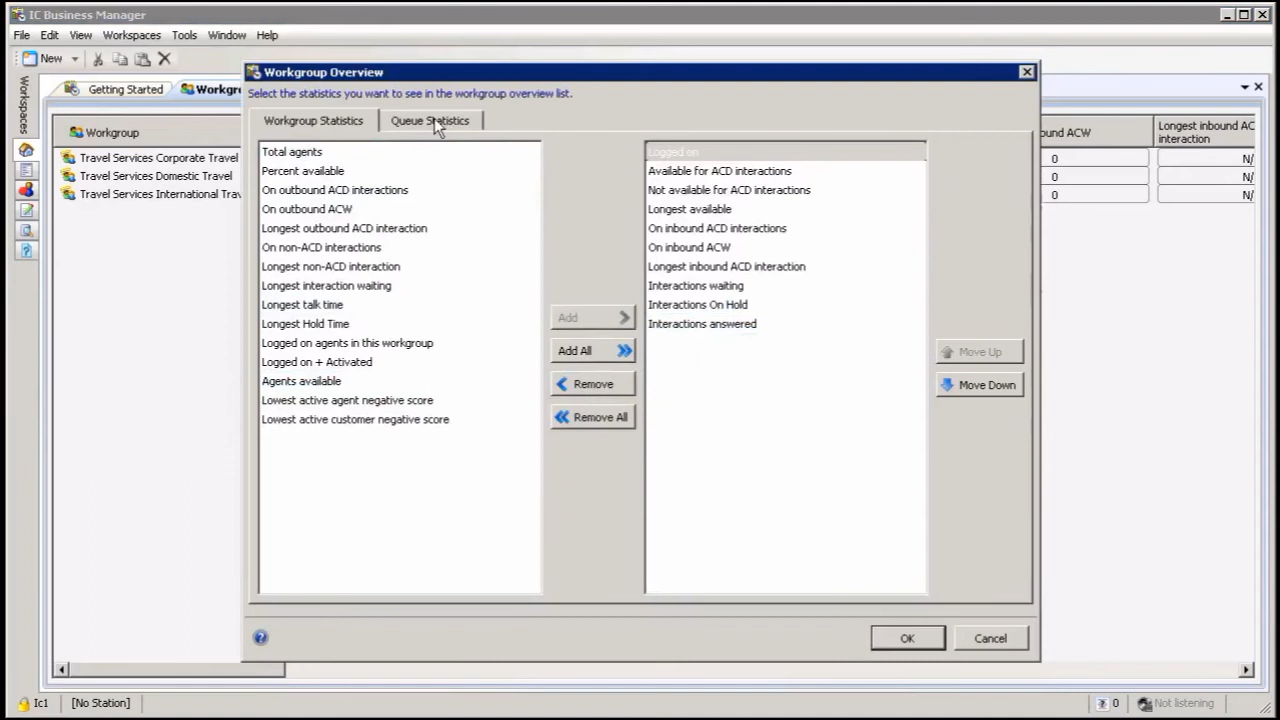 IC Business Manager
File Edit View Workspaces Tools Window Help
New
Workspaces
Getting Started
Workgr
Workgroup
Travel Services Corporate Travel
Travel Services Domestic Travel
Travel Services International Trav
Workgroup Overview
Select the statistics you want to see in the workgroup overview list.
Workgroup Statistics
Queue Statistics
Total agents
Percent available
On outbound ACD interactions
On outbound ACW
Longest outbound ACD interaction
On non-ACD interactions
Longest non-ACD interaction
Longest interaction waiting
Longest talk time
Longest Hold Time
Logged on agents in this workgroup
Logged on + Activated
Agents available
Lowest active agent negative score
Lowest active customer negative score
Add
Add All
Remove
Remove All
Logged on
Available for ACD interactions
Not available for ACD interactions
Longest available
On inbound ACD interactions
On inbound ACW
Longest inbound ACD interaction
Interactions waiting
Interactions On Hold
Interactions answered
Move Up
Move Down
OK
Cancel
und ACW
Longest inbound AC
interaction
0 N/
0 N/
0 N/
Ic1
[No Station]
0
Not listening